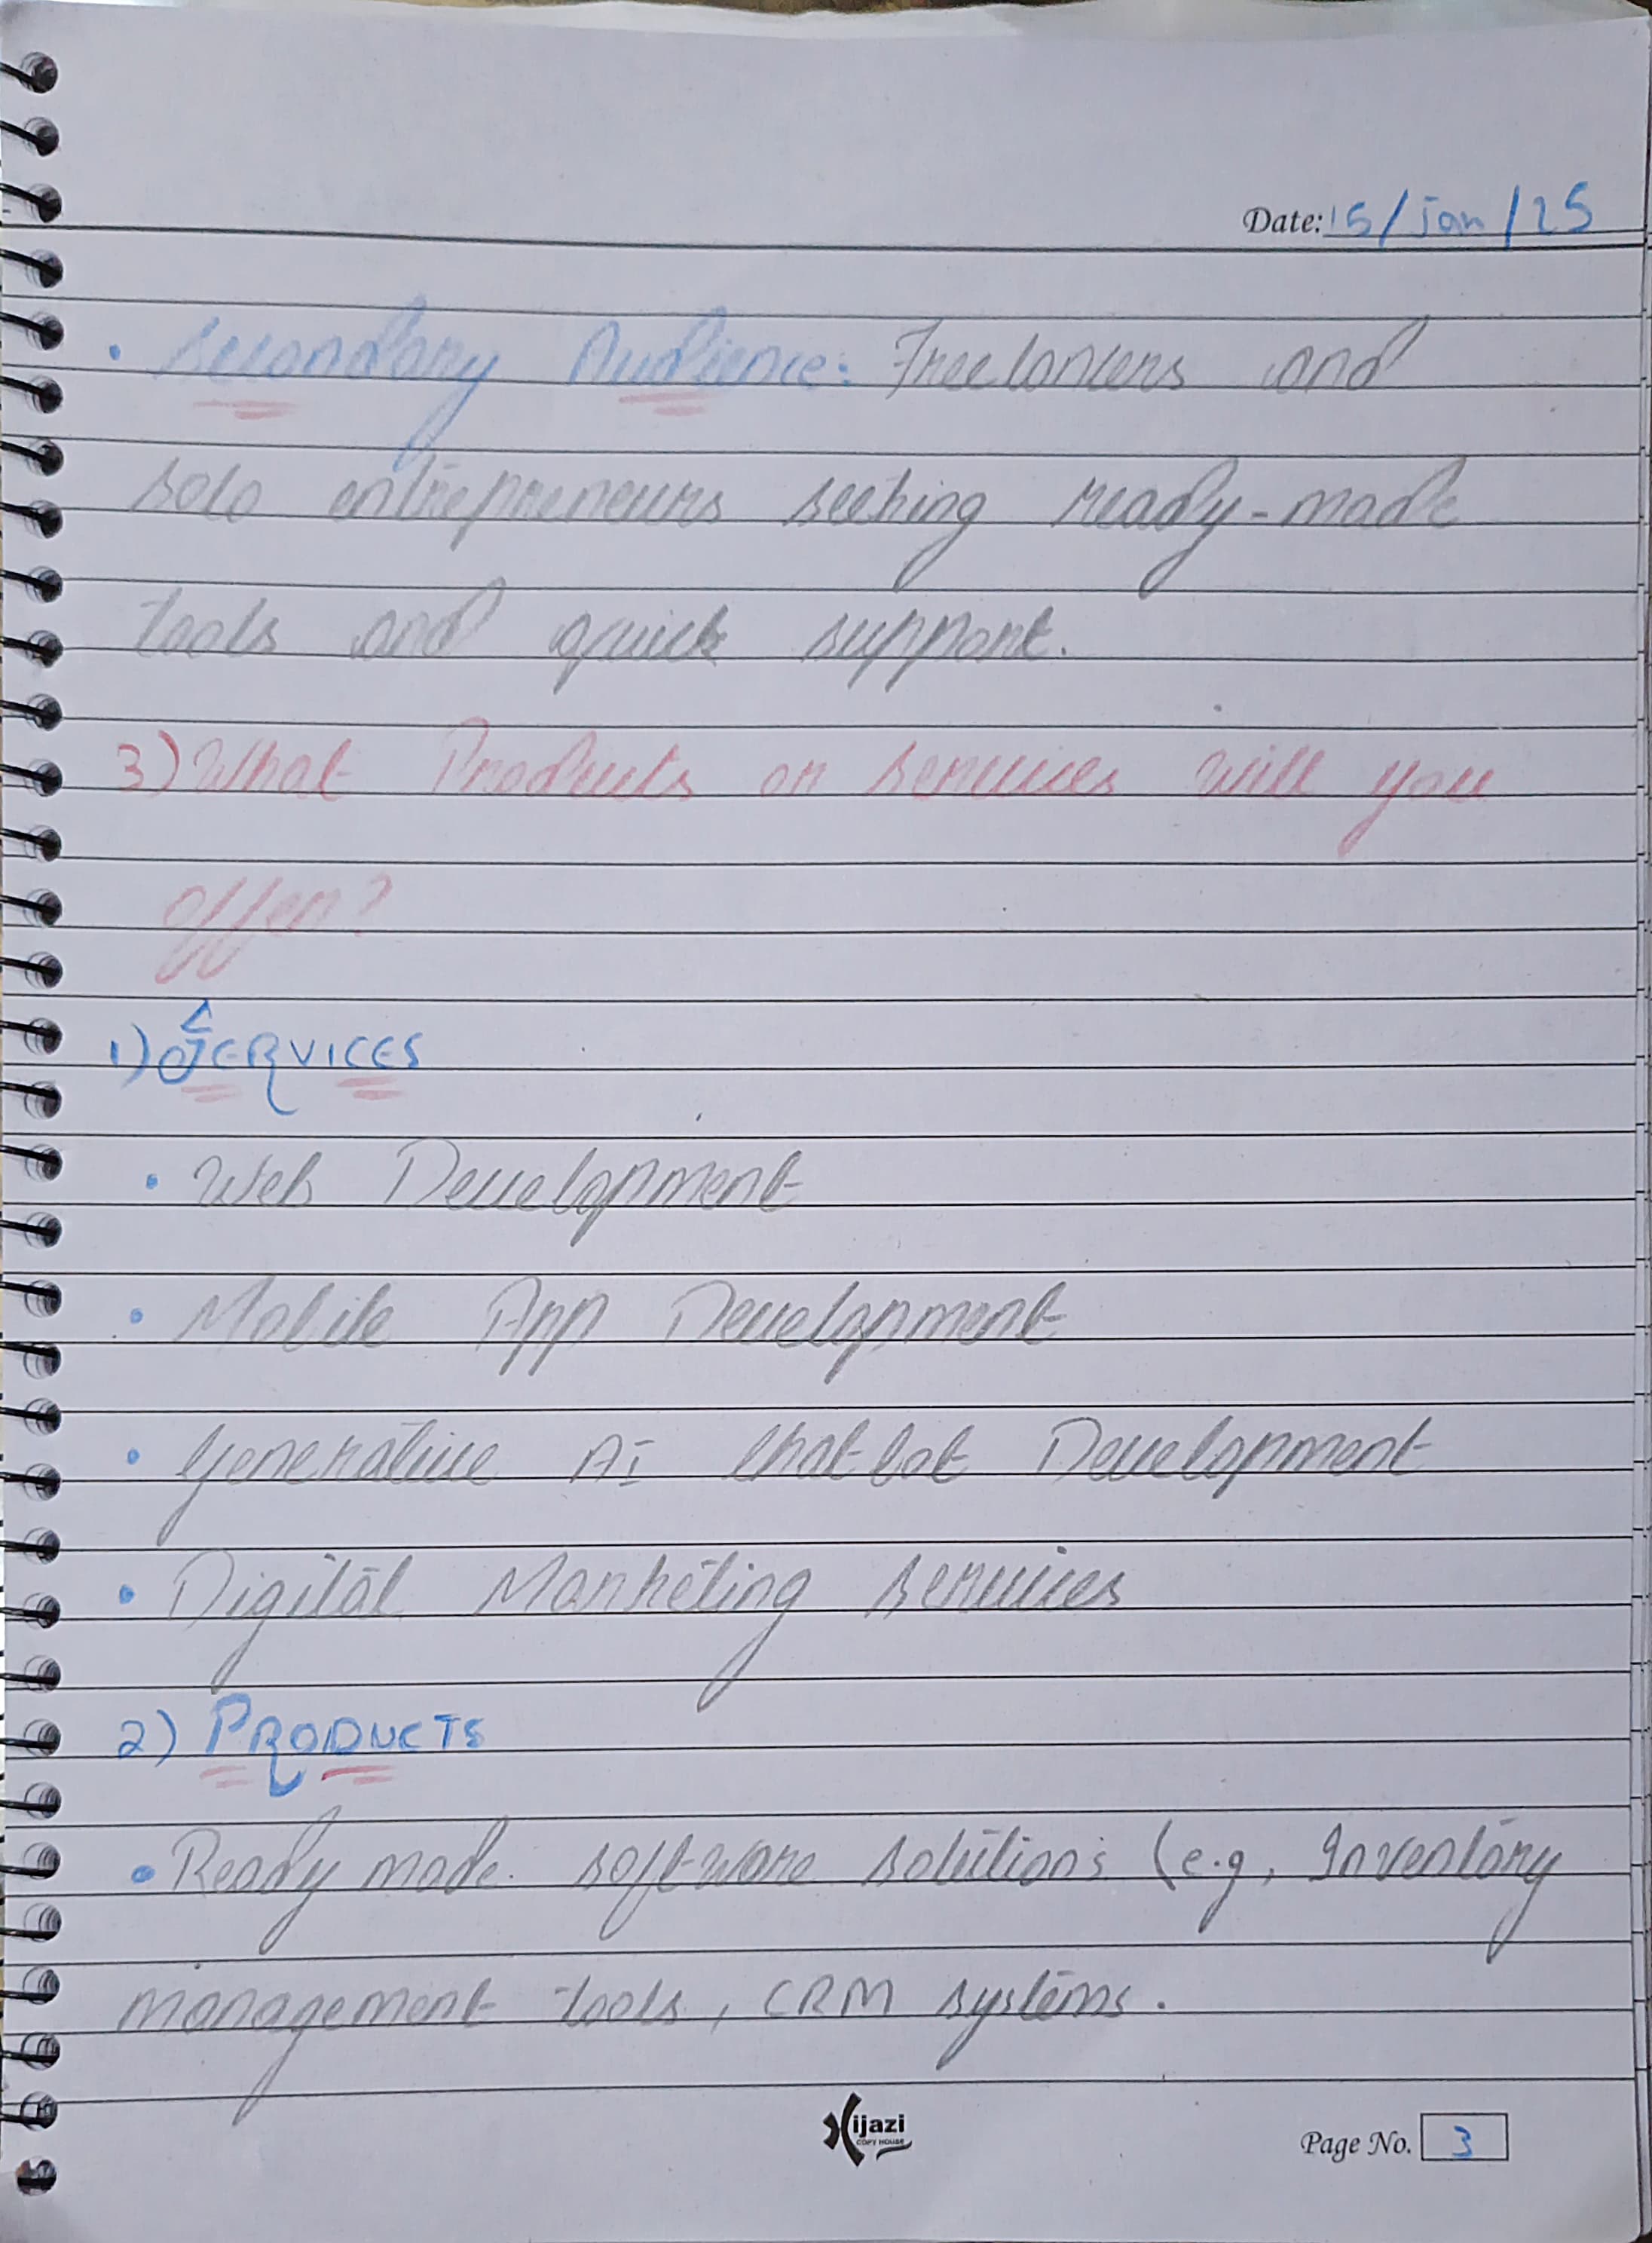 Date: 15/Jan/25
• Secondary Audience: Freelancers and
solo entrepreneurs seeking ready-made
tools and quick support.
3) What Products or services will you
offer?
1) SERVICES
• Web Development
• Mobile App Development
• Generative AI Chatbot Development
• Digital Marketing services
2) PRODUCTS
• Ready made software solutions (e.g, Inventory
management tools, CRM systems.
Hijazi
COPY HOUSE
Page No. 3